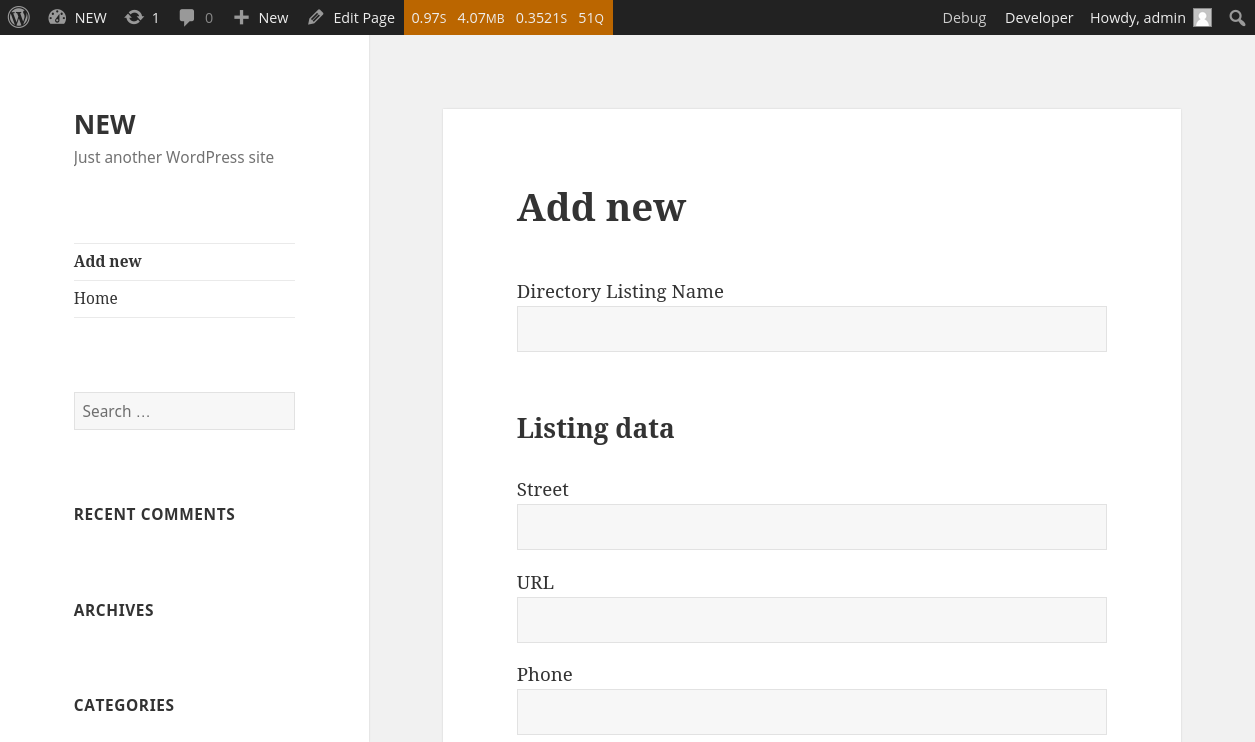 NEW 1 0 New Edit Page 0.97S 4.07MB 0.3521S 51Q Debug Developer Howdy, admin
NEW
Just another WordPress site
Add new
Home
Search …
RECENT COMMENTS
ARCHIVES
CATEGORIES
Add new
Directory Listing Name
Listing data
Street
URL
Phone